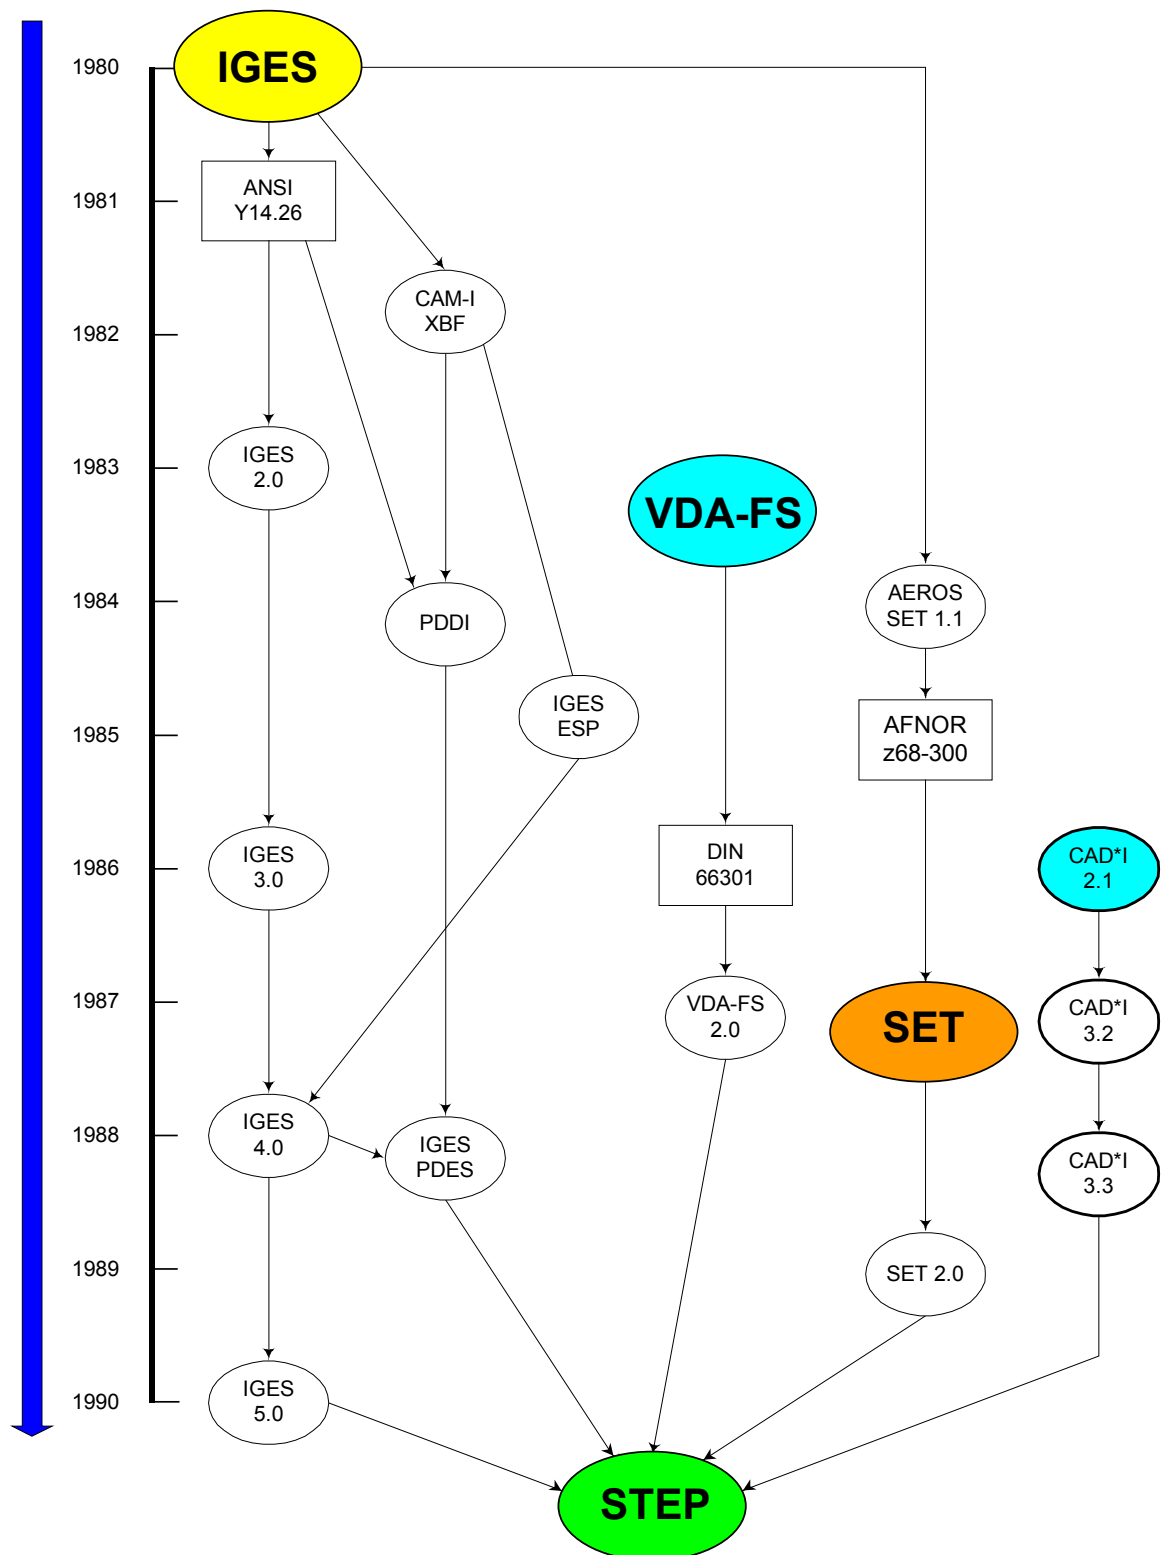 1980
IGES
ANSI
Y14.26
1981
CAM-I
XBF
1982
IGES
2.0
1983
VDA-FS
1984
PDDI
AEROS
SET 1.1
IGES
ESP
1985
AFNOR
z68-300
1986
IGES
3.0
DIN
66301
CAD*I
2.1
1987
VDA-FS
2.0
SET
CAD*I
3.2
1988
IGES
4.0
IGES
PDES
CAD*I
3.3
1989
SET 2.0
1990
IGES
5.0
STEP